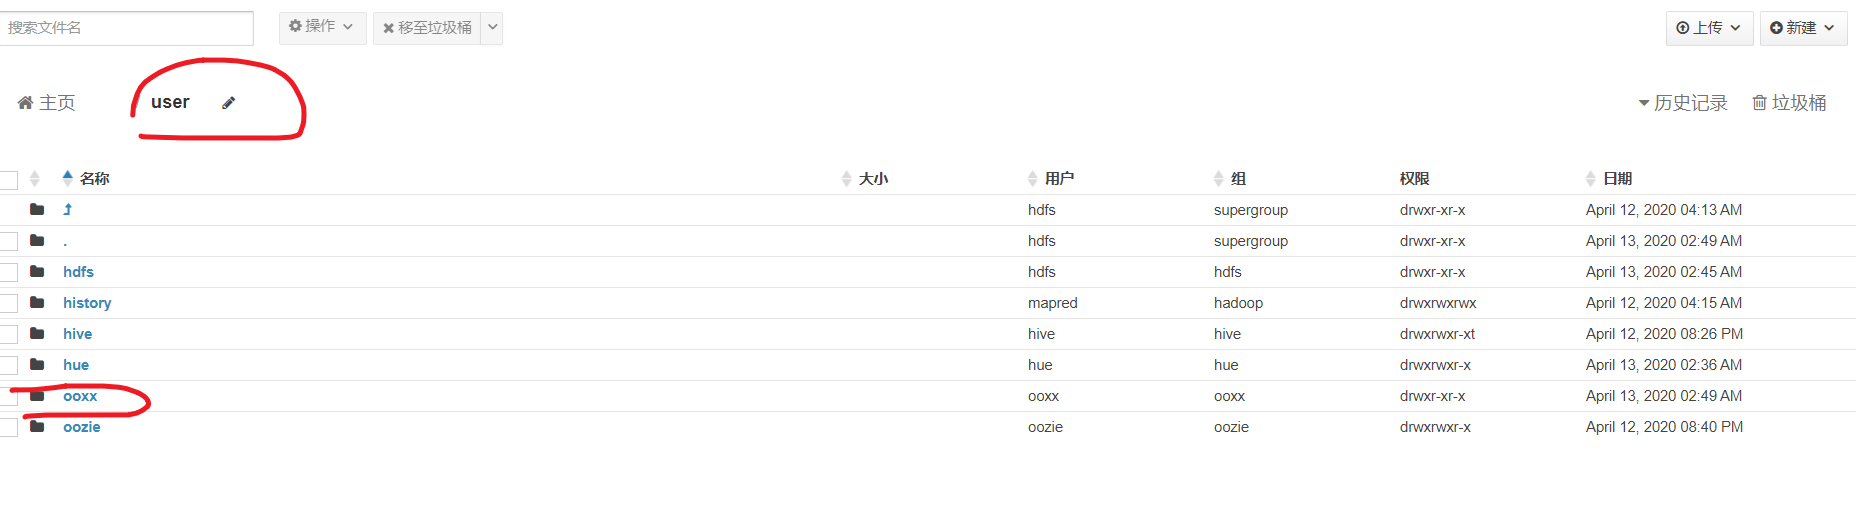 搜索文件名 操作 移至垃圾桶 上传 新建
主页 user 历史记录 垃圾桶
名称 大小 用户 组 权限 日期
hdfs supergroup drwxr-xr-x April 12, 2020 04:13 AM
. hdfs supergroup drwxr-xr-x April 13, 2020 02:49 AM
hdfs hdfs hdfs drwxr-xr-x April 13, 2020 02:45 AM
history mapred hadoop drwxrwxrwx April 12, 2020 04:15 AM
hive hive hive drwxrwxr-xt April 12, 2020 08:26 PM
hue hue hue drwxrwxr-x April 13, 2020 02:36 AM
ooxx ooxx ooxx drwxr-xr-x April 13, 2020 02:49 AM
oozie oozie oozie drwxrwxr-x April 12, 2020 08:40 PM